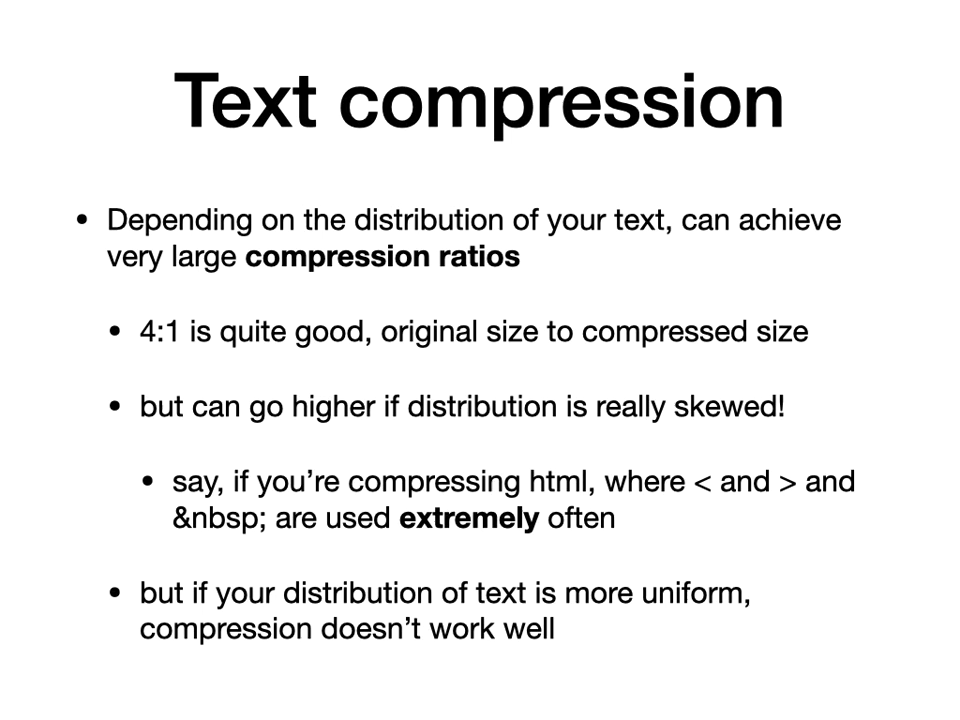 Text compression
• Depending on the distribution of your text, can achieve
very large compression ratios
• 4:1 is quite good, original size to compressed size
• but can go higher if distribution is really skewed!
• say, if you’re compressing html, where < and > and
&nbsp; are used extremely often
• but if your distribution of text is more uniform,
compression doesn’t work well